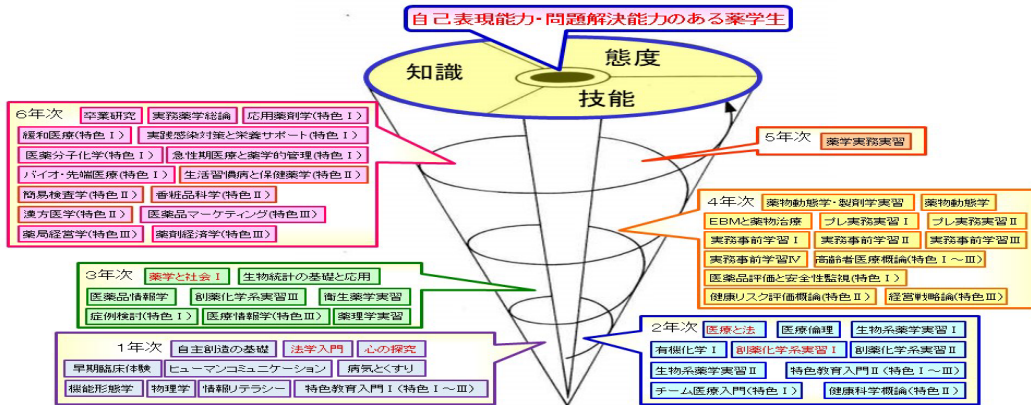 自己表現能力・問題解決能力のある薬学生
知識
態度
技能
6年次 卒業研究 実務薬学総論 応用薬剤学(特色Ⅰ)
緩和医療(特色Ⅰ) 実践感染対策と栄養サポート(特色Ⅰ)
医薬分子化学(特色Ⅰ) 急性期医療と薬学的管理(特色Ⅰ)
バイオ・先端医療(特色Ⅰ) 生活習慣病と保健薬学(特色Ⅱ)
簡易検査学(特色Ⅱ) 香粧品科学(特色Ⅱ)
漢方医学(特色Ⅱ) 医薬品マーケティング(特色Ⅲ)
薬局経営学(特色Ⅲ) 薬剤経済学(特色Ⅲ)
5年次 薬学実務実習
4年次 薬物動態学・製剤学実習 薬物動態学
EBMと薬物治療 プレ実務実習Ⅰ プレ実務実習Ⅱ
実務事前学習Ⅰ 実務事前学習Ⅱ 実務事前学習Ⅲ
実務事前学習Ⅳ 高齢者医療概論(特色Ⅰ～Ⅲ)
医薬品評価と安全性監視(特色Ⅰ)
健康リスク評価概論(特色Ⅱ) 経営戦略論(特色Ⅲ)
3年次 薬学と社会Ⅰ 生物統計の基礎と応用
医薬品情報学 創薬化学系実習Ⅲ 衛生薬学実習
症例検討(特色Ⅰ) 医療情報学(特色Ⅲ) 薬理学実習
1年次 自主創造の基礎 法学入門 心の探究
早期臨床体験 ヒューマンコミュニケーション 病気とくすり
機能形態学 物理学 情報リテラシー 特色教育入門Ⅰ(特色Ⅰ～Ⅲ)
2年次 医療と法 医療倫理 生物系薬学実習Ⅰ
有機化学Ⅰ 創薬化学系実習Ⅰ 創薬化学系実習Ⅱ
生物系薬学実習Ⅱ 特色教育入門Ⅱ(特色Ⅰ～Ⅲ)
チーム医療入門(特色Ⅰ) 健康科学概論(特色Ⅱ)